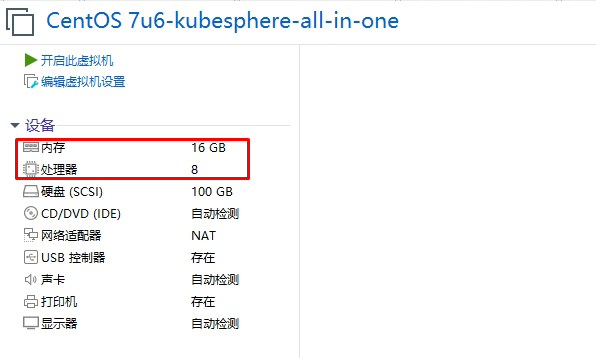 CentOS 7u6-kubesphere-all-in-one
开启此虚拟机
编辑虚拟机设置
设备
内存 16 GB
处理器 8
硬盘 (SCSI) 100 GB
CD/DVD (IDE) 自动检测
网络适配器 NAT
USB 控制器 存在
声卡 自动检测
打印机 存在
显示器 自动检测